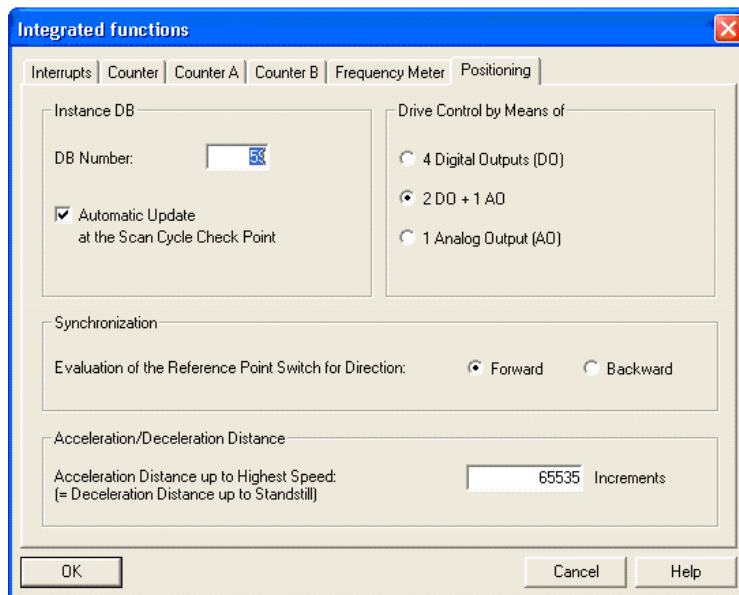 Integrated functions
Interrupts Counter Counter A Counter B Frequency Meter Positioning
Instance DB
DB Number: 59
Automatic Update
at the Scan Cycle Check Point
Drive Control by Means of
4 Digital Outputs (DO)
2 DO + 1 AO
1 Analog Output (AO)
Synchronization
Evaluation of the Reference Point Switch for Direction: Forward Backward
Acceleration/Deceleration Distance
Acceleration Distance up to Highest Speed: 65535 Increments
(= Deceleration Distance up to Standstill)
OK Cancel Help